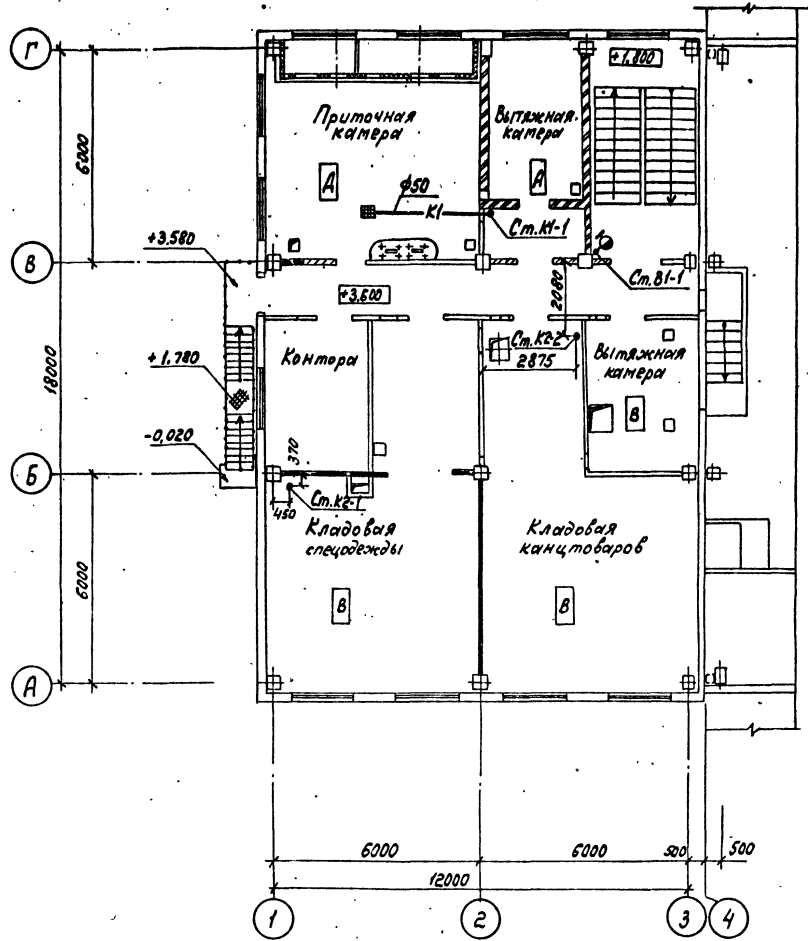 Г
+1.800
Приточная
камера
Вытяжная
камера
6000
Д
А
ф50
К1
Ст.К1-1
+3.580
В
Ст.В1-1
+3.600
2080
18000
+1.780
Контора
Ст.К2-2
2875
Вытяжная
камера
В
-0,020
370
Б
450
Ст.К2-1
Кладовая
спецодежды
Кладовая
канцтоваров
6000
В
В
А
6000
6000
500
500
12000
1
2
3
4